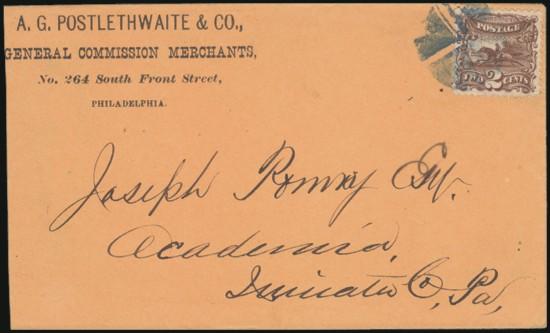 A. G. POSTLETHWAITE & CO.,
GENERAL COMMISSION MERCHANTS,
No. 264 South Front Street,
PHILADELPHIA.
POSTAGE
TWO 2 CENTS
Joseph Esq.
Academia,
Juniata Co, Pa,